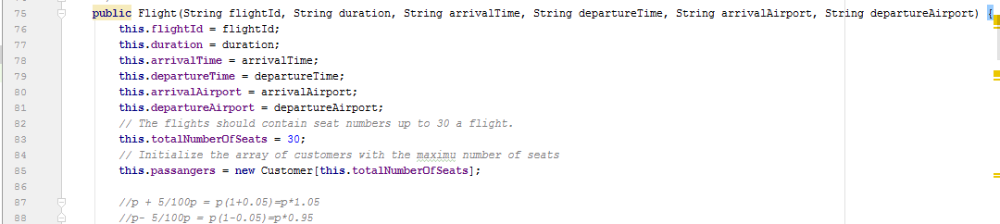 75 public Flight(String flightId, String duration, String arrivalTime, String departureTime, String arrivalAirport, String departureAirport) {
76 this.flightId = flightId;
77 this.duration = duration;
78 this.arrivalTime = arrivalTime;
79 this.departureTime = departureTime;
80 this.arrivalAirport = arrivalAirport;
81 this.departureAirport = departureAirport;
82 // The flights should contain seat numbers up to 30 a flight.
83 this.totalNumberOfSeats = 30;
84 // Initialize the array of customers with the maximu number of seats
85 this.passangers = new Customer[this.totalNumberOfSeats];
86
87 //p + 5/100p = p(1+0.05)=p*1.05
88 //p- 5/100p = p(1-0.05)=p*0.95